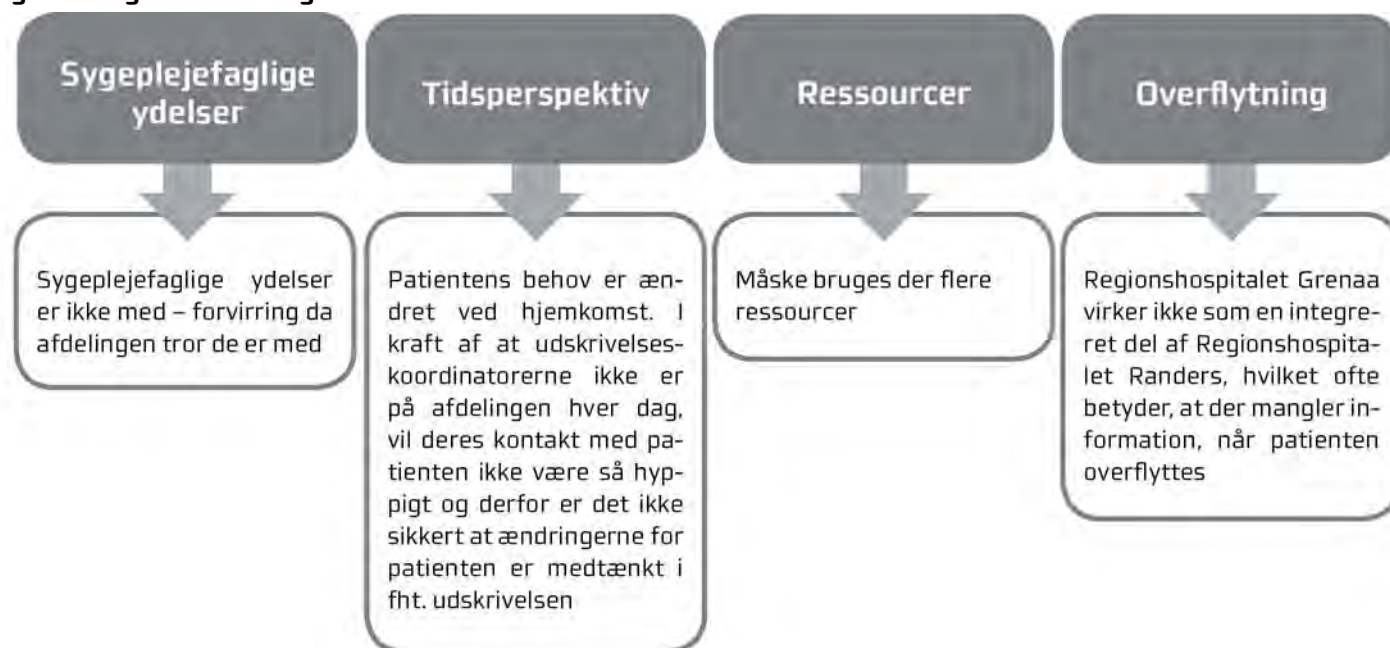 Sygeplejefaglige
ydelser
Sygeplejefaglige ydelser
er ikke med – forvirring da
afdelingen tror de er med
Tidsperspektiv
Patientens behov er æn-
dret ved hjemkomst. I
kraft af at udskrivelses-
koordinatorerne ikke er
på afdelingen hver dag,
vil deres kontakt med pa-
tienten ikke være så hyp-
pigt og derfor er det ikke
sikkert at ændringerne for
patienten er medtænkt i
fht. udskrivelsen
Ressourcer
Måske bruges der flere
ressourcer
Overflytning
Regionshospitalet Grenaa
virker ikke som en integre-
ret del af Regionshospita-
let Randers, hvilket ofte
betyder, at der mangler in-
formation, når patienten
overflyttes